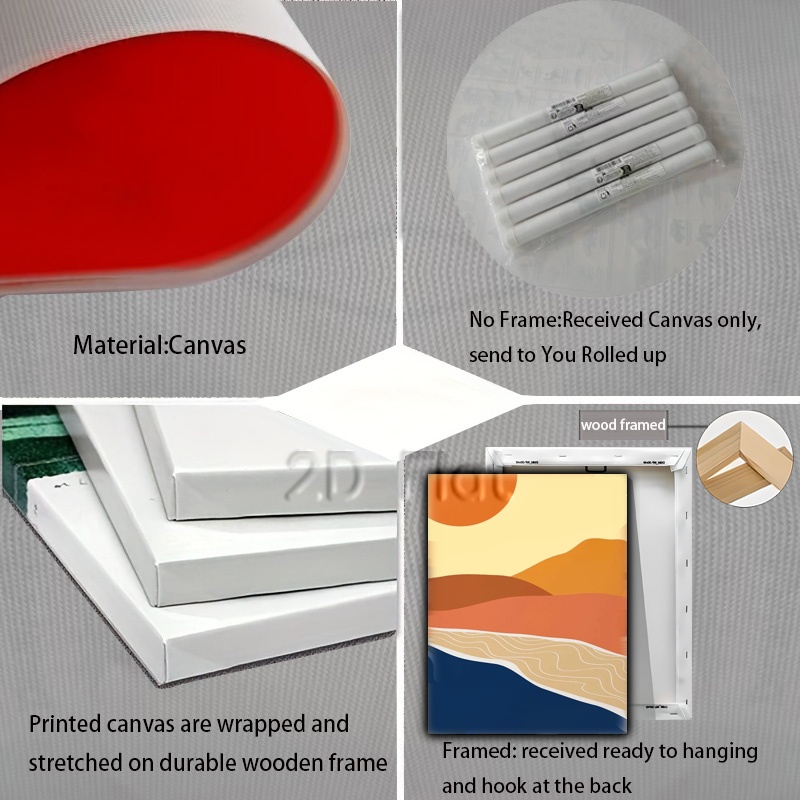 Material:Canvas
No Frame:Received Canvas only,
send to You Rolled up
wood framed
2D Flat
Printed canvas are wrapped and
stretched on durable wooden frame
Framed: received ready to hanging
and hook at the back